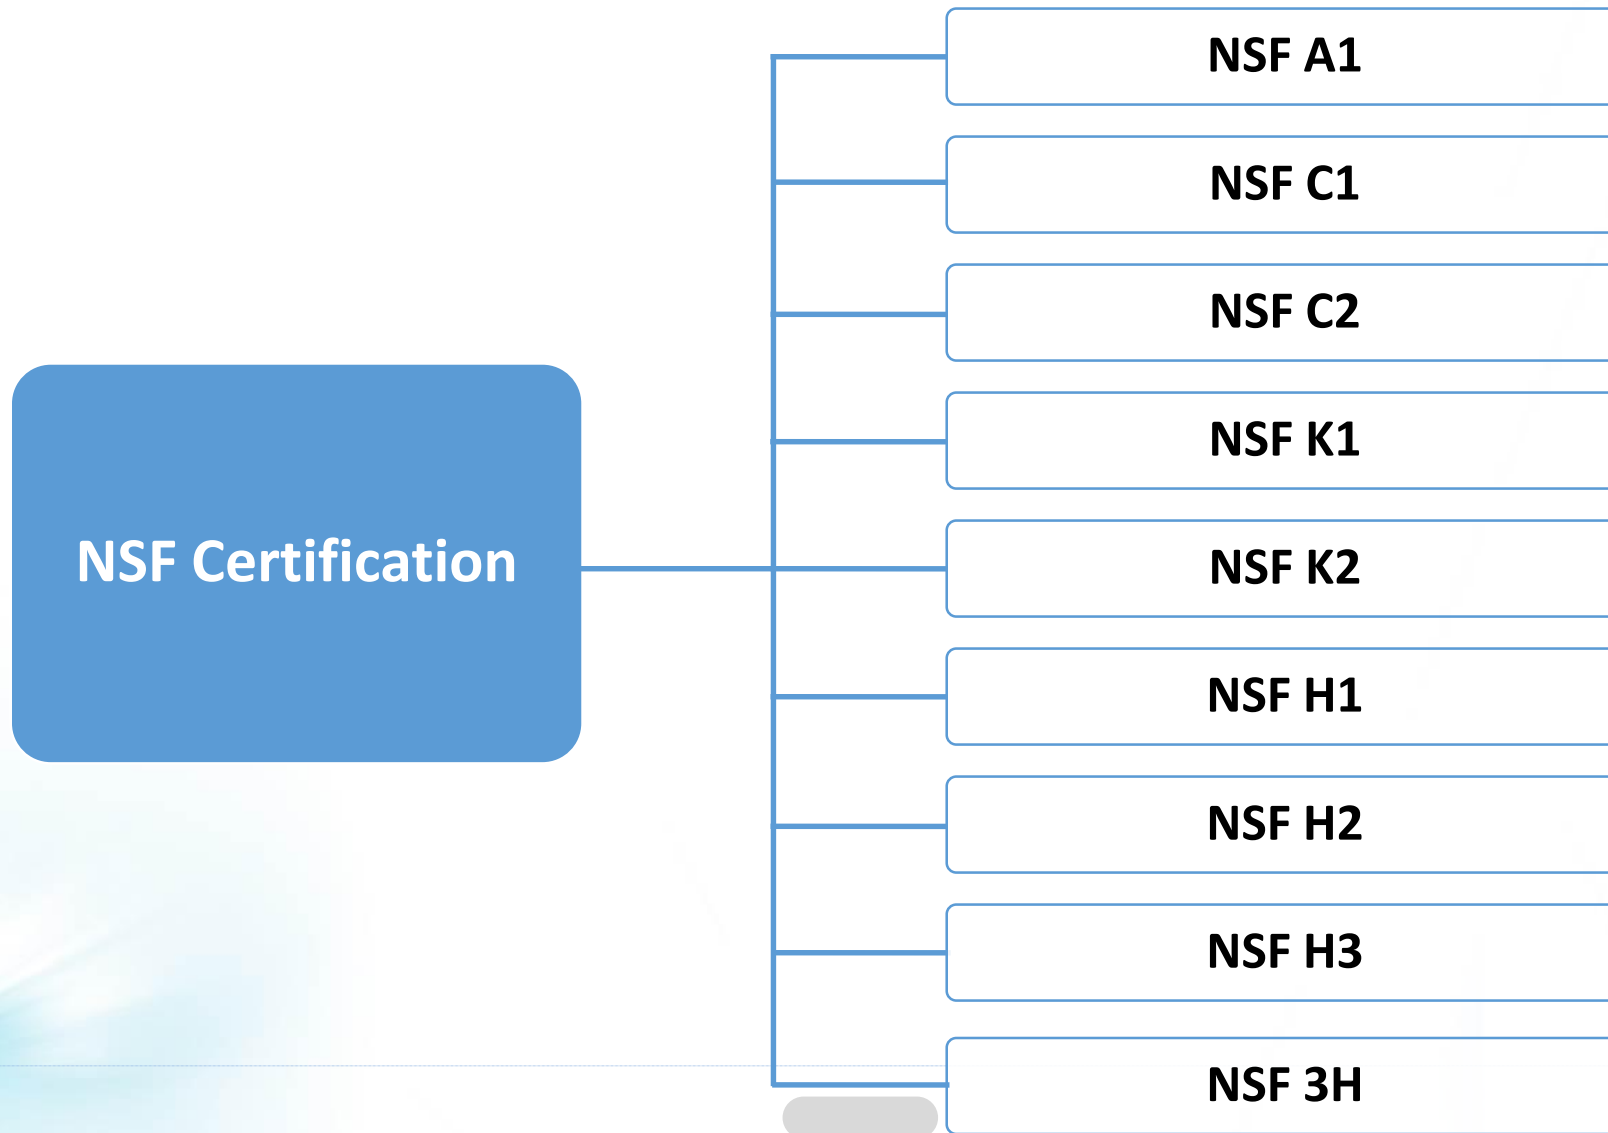 NSF A1
NSF C1
NSF C2
NSF K1
NSF Certification
NSF K2
NSF H1
NSF H2
NSF H3
NSF 3H